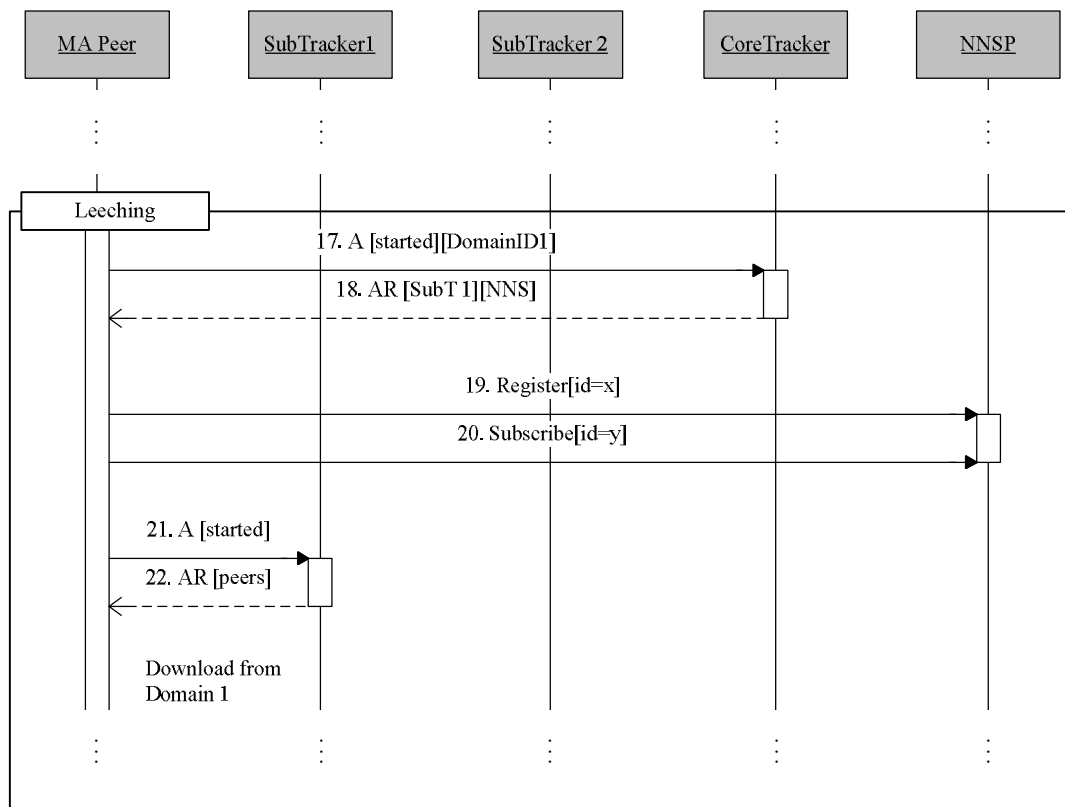 MA Peer
SubTracker1
SubTracker 2
CoreTracker
NNSP
Leeching
17. A [started][DomainID1]
18. AR [SubT 1][NNS]
19. Register[id=x]
20. Subscribe[id=y]
21. A [started]
22. AR [peers]
Download from
Domain 1